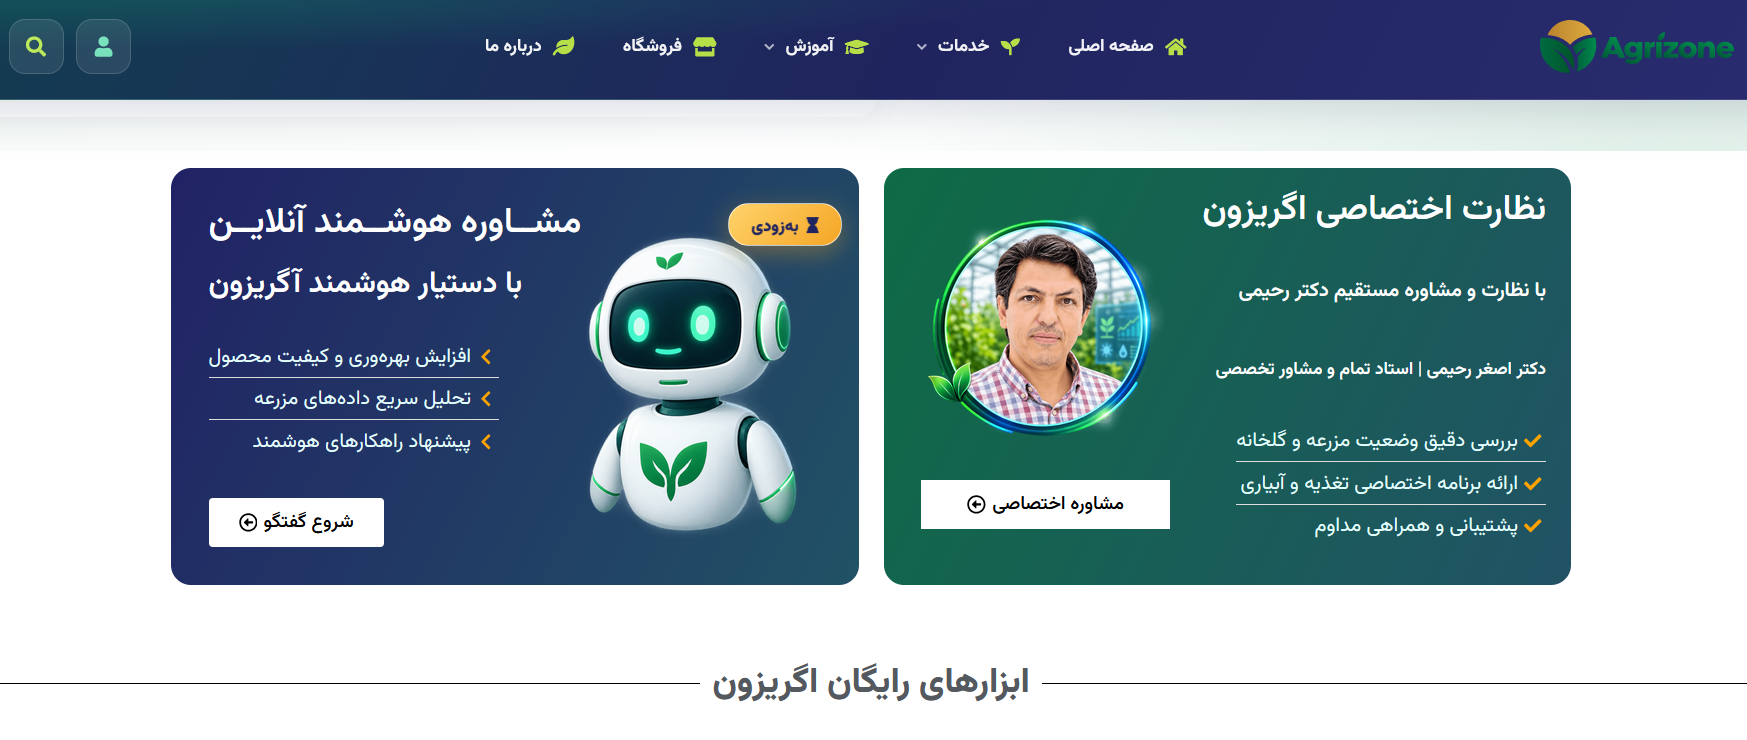 Agrizone
صفحه اصلی
خدمات
آموزش
فروشگاه
درباره ما
نظارت اختصاصی اگریزون
با نظارت و مشاوره مستقیم دکتر رحیمی
دکتر اصغر رحیمی | استاد تمام و مشاور تخصصی
بررسی دقیق وضعیت مزرعه و گلخانه
ارائه برنامه اختصاصی تغذیه و آبیاری
پشتیبانی و همراهی مداوم
مشاوره اختصاصی
به‌زودی
مشــاوره هوشــمند آنلایــن
با دستیار هوشمند آگریزون
افزایش بهره‌وری و کیفیت محصول
تحلیل سریع داده‌های مزرعه
پیشنهاد راهکارهای هوشمند
شروع گفتگو
ابزارهای رایگان اگریزون